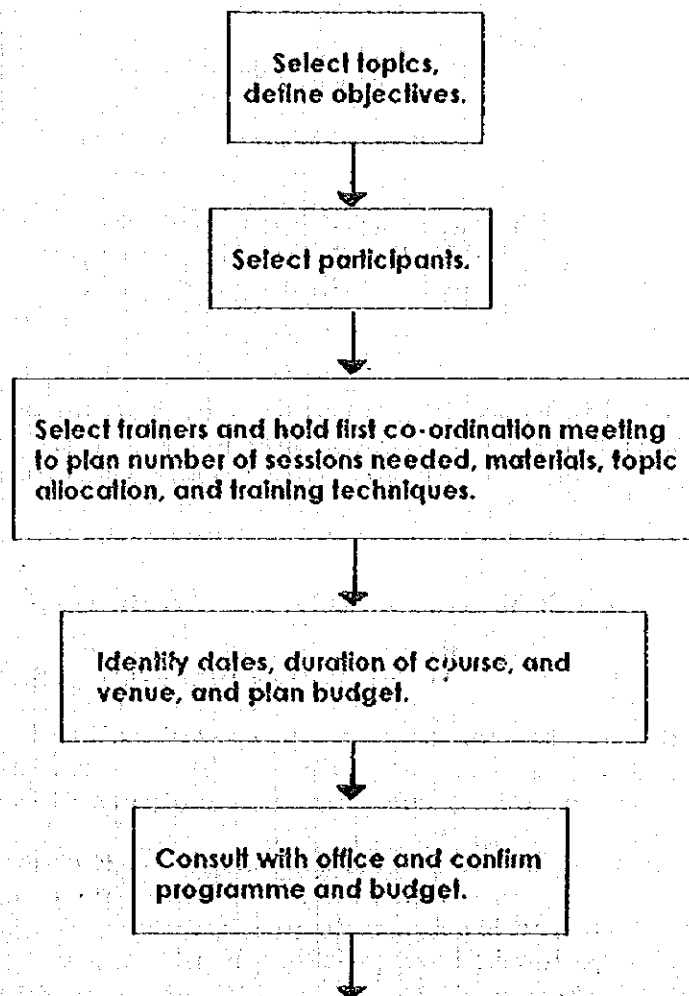 Select topics,
define objectives.
Select participants.
Select trainers and hold first co-ordination meeting
to plan number of sessions needed, materials, topic
allocation, and training techniques.
Identify dates, duration of course, and
venue, and plan budget.
Consult with office and confirm
programme and budget.